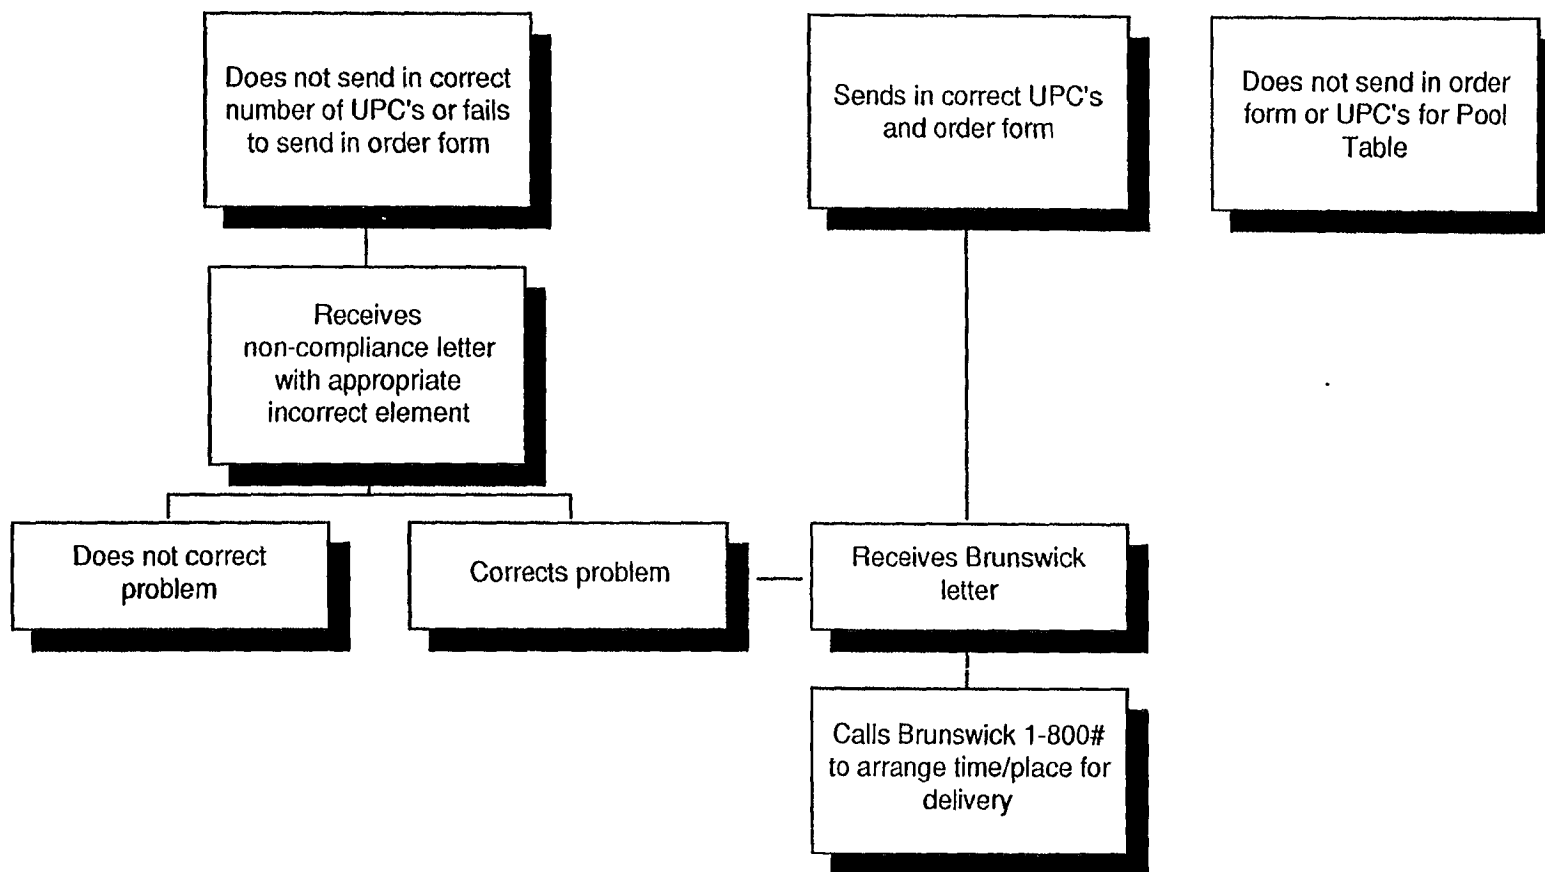 Does not send in correct
number of UPC's or fails
to send in order form
Sends in correct UPC's
and order form
Does not send in order
form or UPC's for Pool
Table
Receives
non-compliance letter
with appropriate
incorrect element
Does not correct
problem
Corrects problem
Receives Brunswick
letter
Calls Brunswick 1-800#
to arrange time/place for
delivery